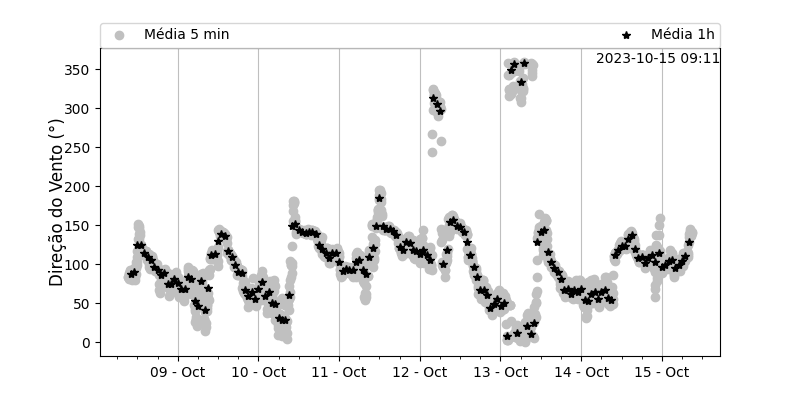 Média 5 min
Média 1h
2023-10-15 09:11
Direção do Vento (°)
350
300
250
200
150
100
50
0
09 - Oct
10 - Oct
11 - Oct
12 - Oct
13 - Oct
14 - Oct
15 - Oct